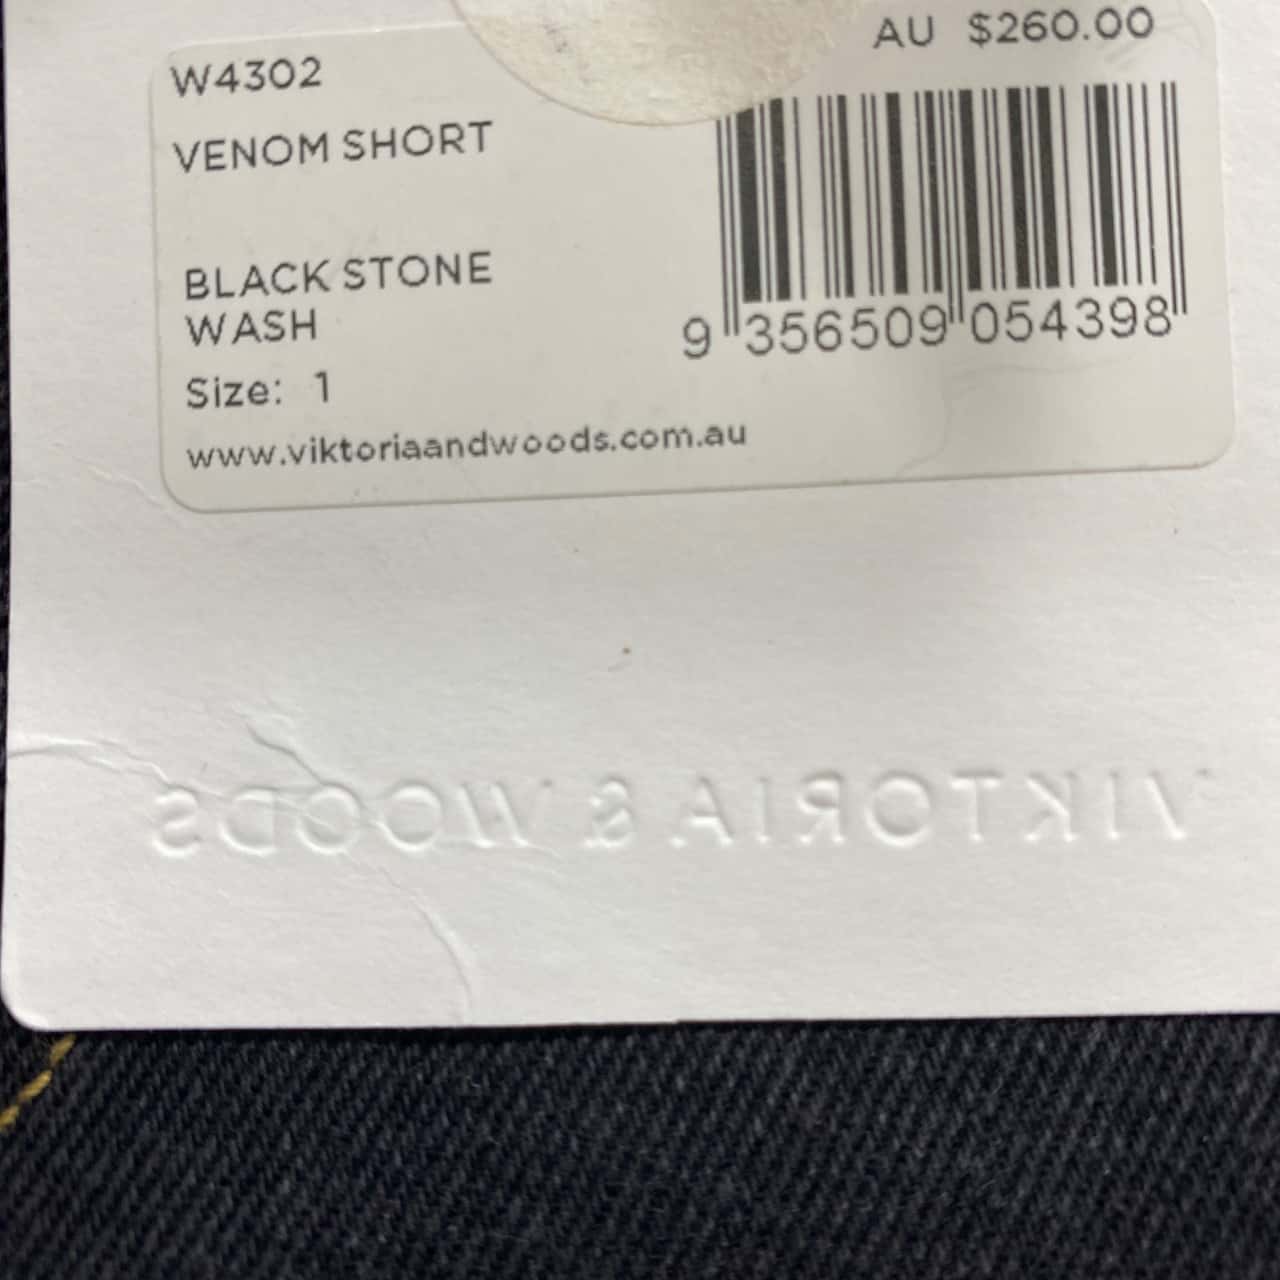 AU $260.00
W4302
VENOM SHORT
BLACK STONE
WASH
9 356509 054398
Size: 1
www.viktoriaandwoods.com.au
VIKTORIA & WOODS